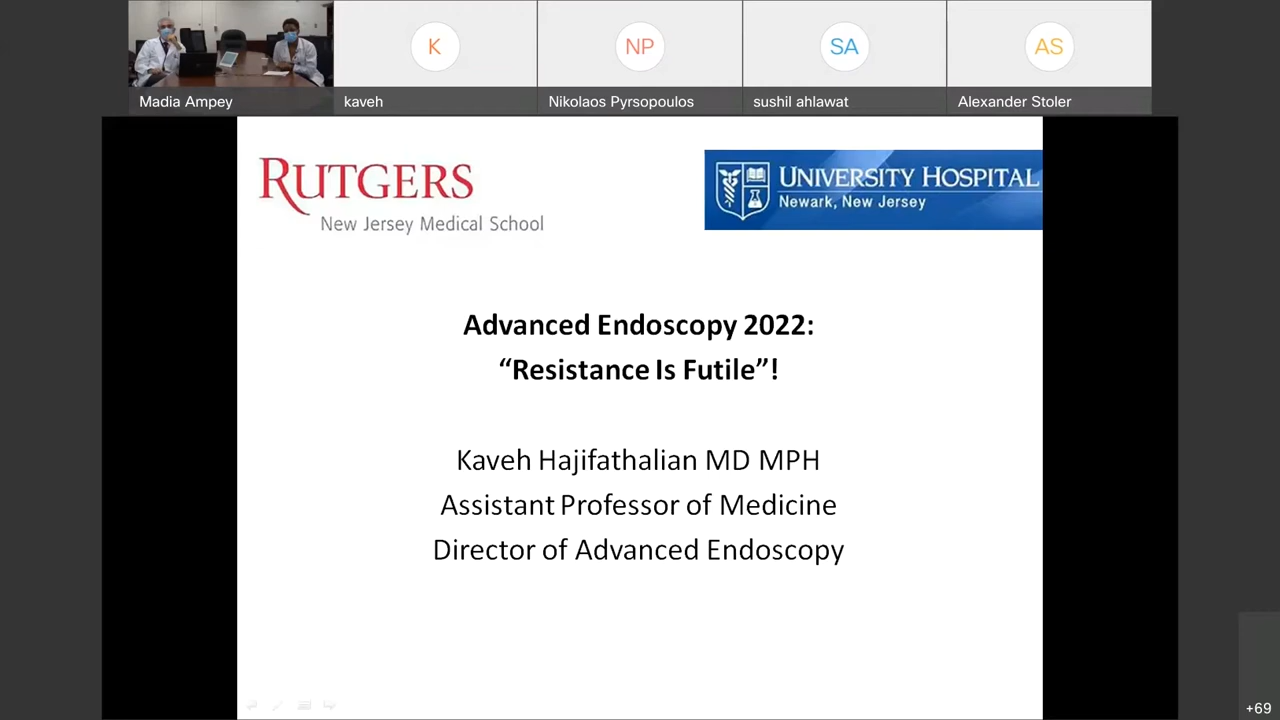 K
NP
SA
AS
Madia Ampey
kaveh
Nikolaos Pyrsopoulos
sushil ahlawat
Alexander Stoler
RUTGERS
New Jersey Medical School
UNIVERSITY HOSPITAL
Newark, New Jersey
Advanced Endoscopy 2022:
“Resistance Is Futile”!
Kaveh Hajifathalian MD MPH
Assistant Professor of Medicine
Director of Advanced Endoscopy
+69